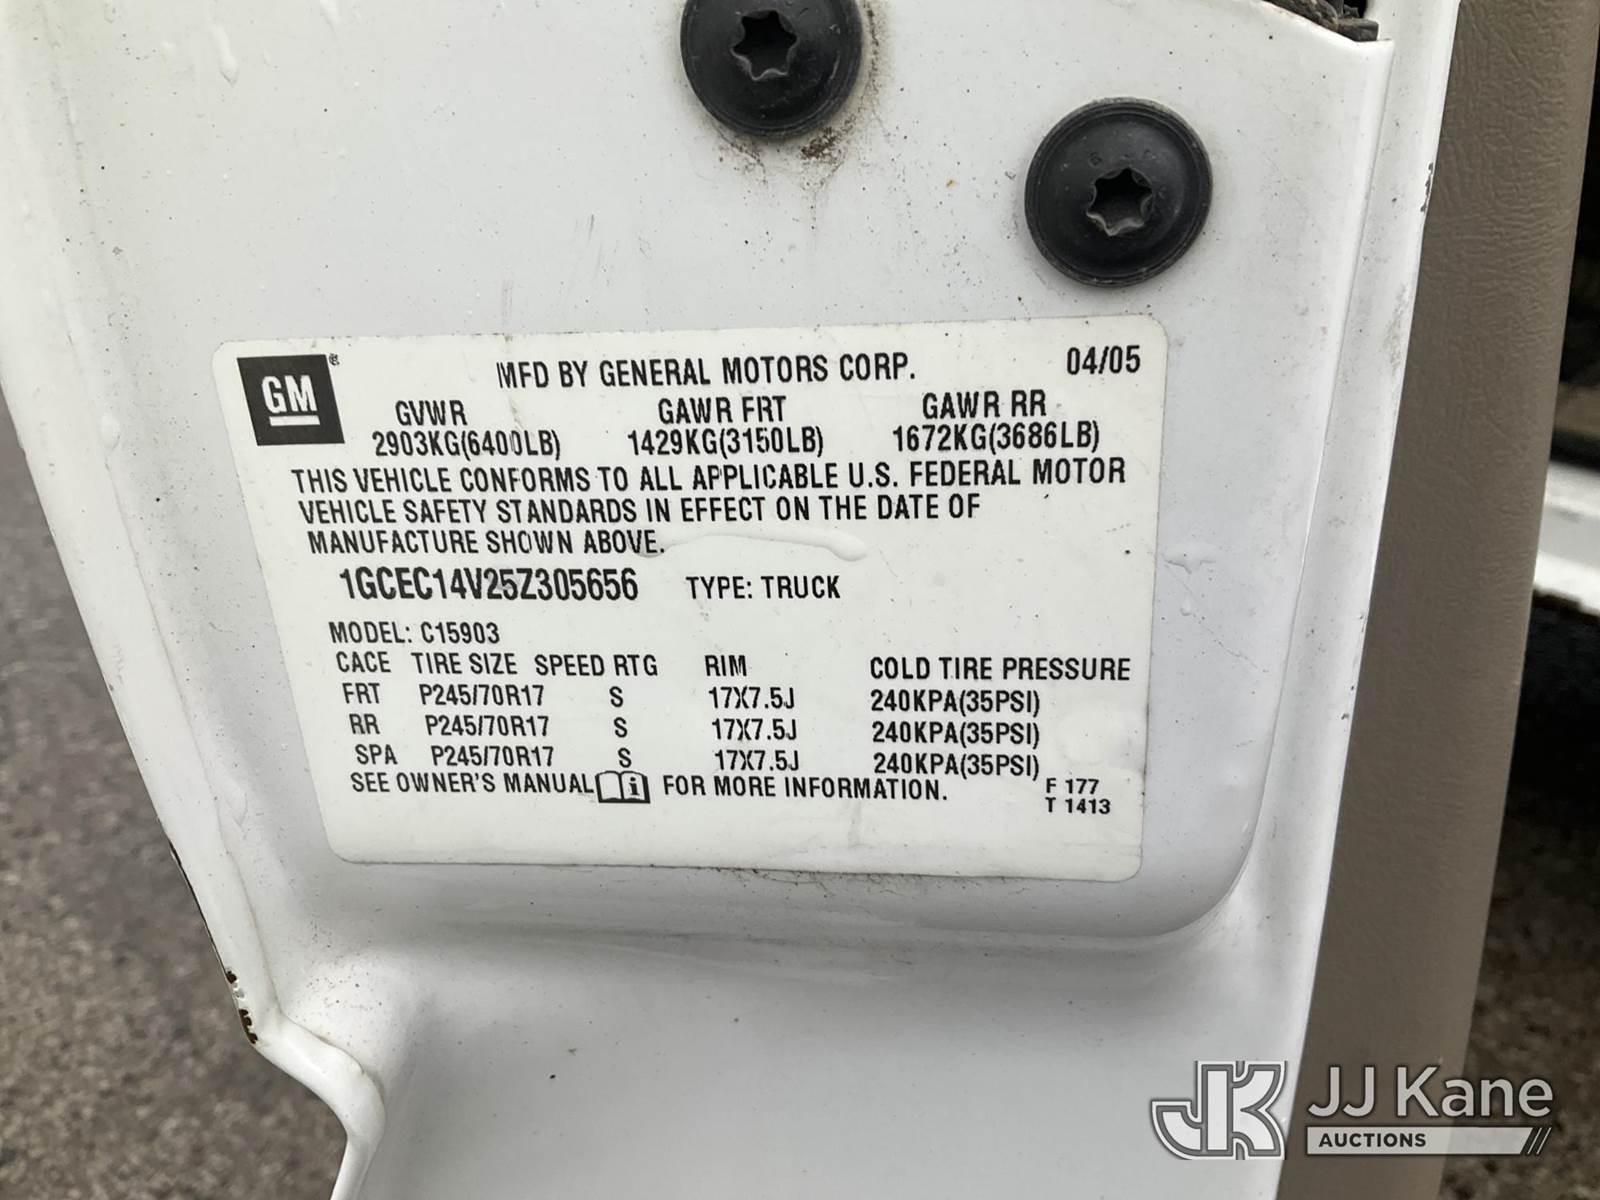 GM ®
MFD BY GENERAL MOTORS CORP. 04/05
GVWR GAWR FRT GAWR RR
2903KG(6400LB) 1429KG(3150LB) 1672KG(3686LB)
THIS VEHICLE CONFORMS TO ALL APPLICABLE U.S. FEDERAL MOTOR
VEHICLE SAFETY STANDARDS IN EFFECT ON THE DATE OF
MANUFACTURE SHOWN ABOVE.
1GCEC14V25Z305656 TYPE: TRUCK
MODEL: C15903
CACE TIRE SIZE SPEED RTG RIM COLD TIRE PRESSURE
FRT P245/70R17 S 17X7.5J 240KPA(35PSI)
RR P245/70R17 S 17X7.5J 240KPA(35PSI)
SPA P245/70R17 S 17X7.5J 240KPA(35PSI)
SEE OWNER'S MANUAL i FOR MORE INFORMATION.
F 177
T 1413
JK JJ Kane
AUCTIONS